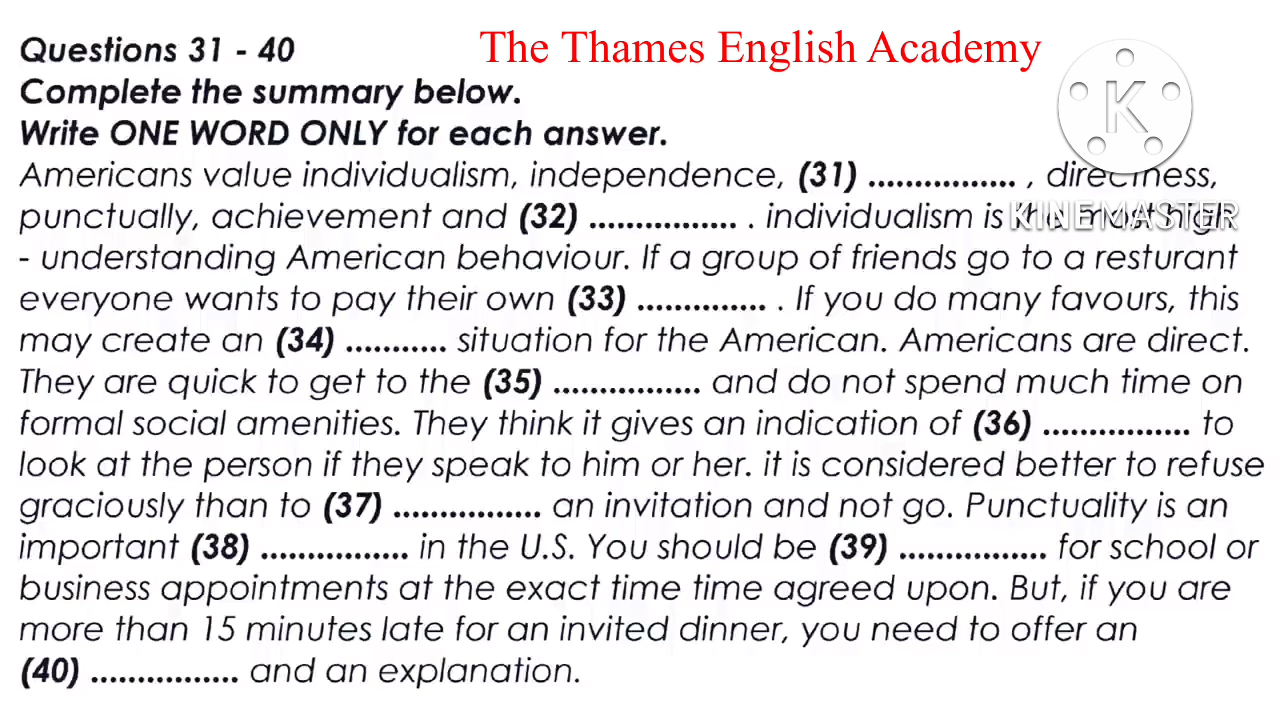 Questions 31 - 40
The Thames English Academy
Complete the summary below.
Write ONE WORD ONLY for each answer.
Americans value individualism, independence, (31) ................. , directness,
punctually, achievement and (32) ................. . individualism is the most high
- understanding American behaviour. If a group of friends go to a resturant
everyone wants to pay their own (33) ............... . If you do many favours, this
may create an (34) ............ situation for the American. Americans are direct.
They are quick to get to the (35) ................. and do not spend much time on
formal social amenities. They think it gives an indication of (36) ................. to
look at the person if they speak to him or her. it is considered better to refuse
graciously than to (37) ................. an invitation and not go. Punctuality is an
important (38) ................. in the U.S. You should be (39) ................. for school or
business appointments at the exact time time agreed upon. But, if you are
more than 15 minutes late for an invited dinner, you need to offer an
(40) ................. and an explanation.
K
KINEMASTER